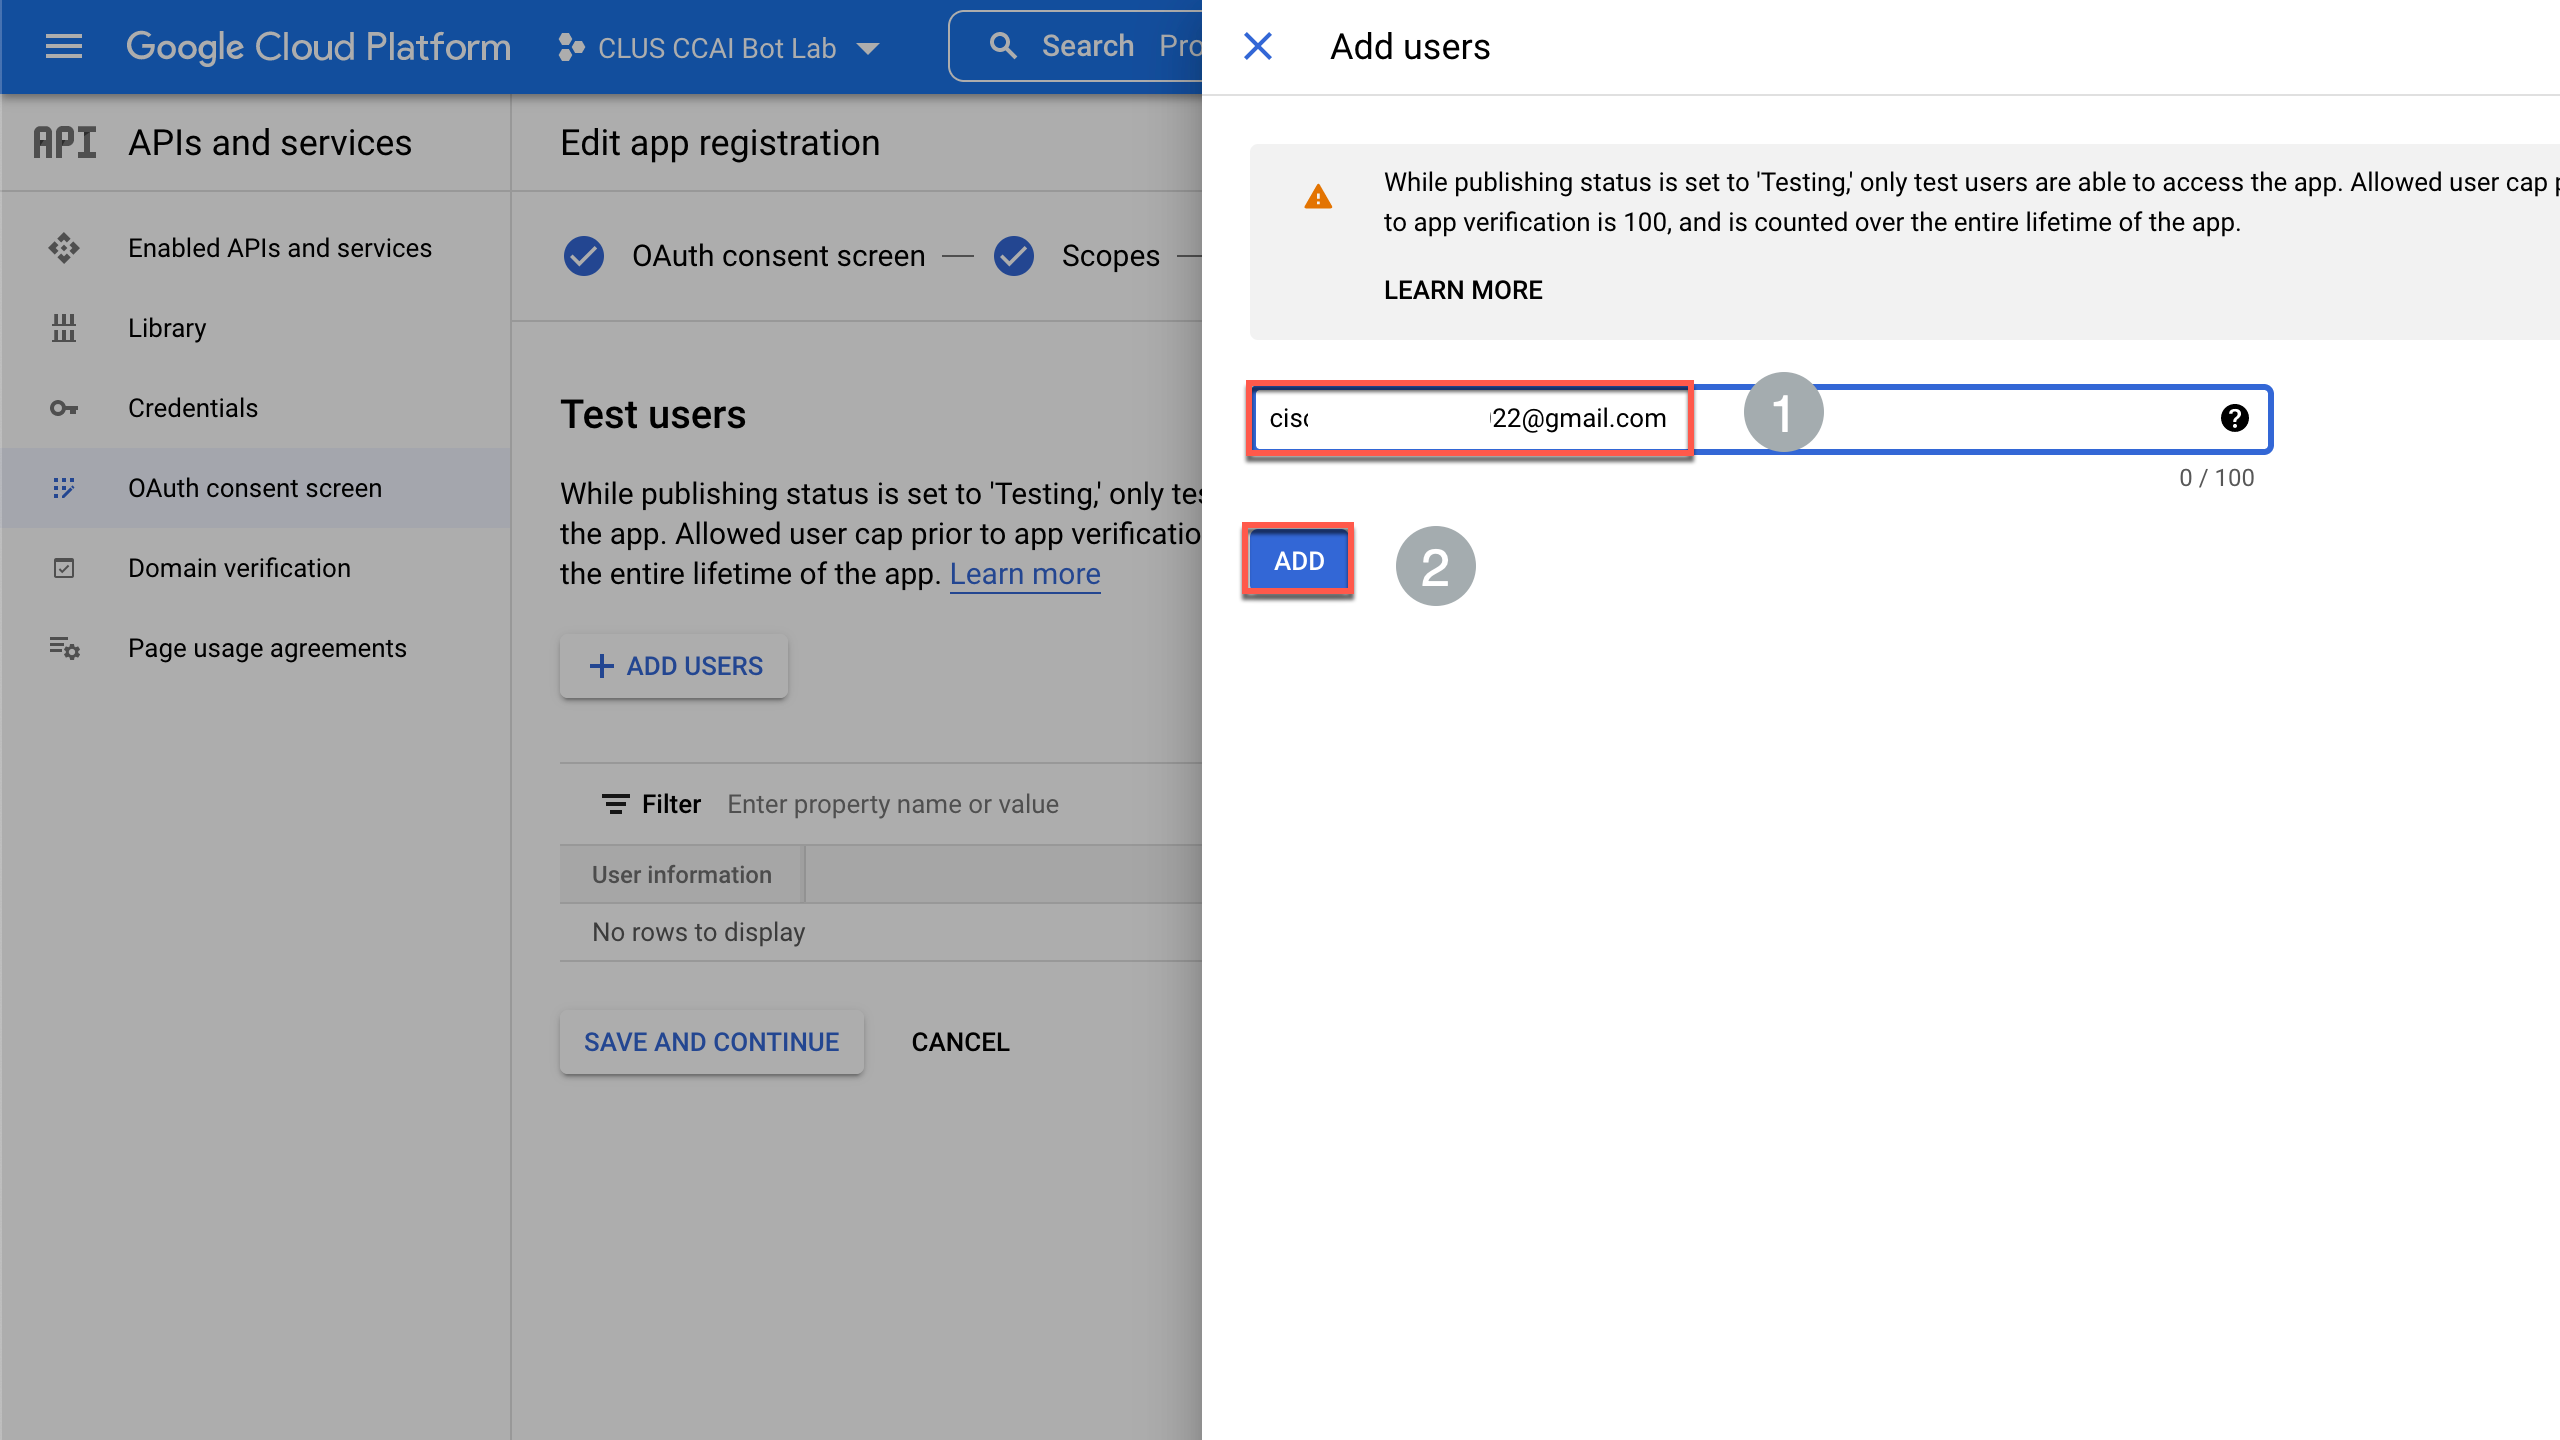 Google Cloud Platform
CLUS CCAI Bot Lab
Search Pro
API APIs and services
Enabled APIs and services
Library
Credentials
OAuth consent screen
Domain verification
Page usage agreements
Edit app registration
OAuth consent screen
Scopes
Test users
While publishing status is set to 'Testing,' only tes
the app. Allowed user cap prior to app verificatio
the entire lifetime of the app. Learn more
ADD USERS
Filter Enter property name or value
User information
No rows to display
SAVE AND CONTINUE
CANCEL
Add users
While publishing status is set to 'Testing,' only test users are able to access the app. Allowed user cap p
to app verification is 100, and is counted over the entire lifetime of the app.
LEARN MORE
cis 22@gmail.com
1
0 / 100
ADD
2